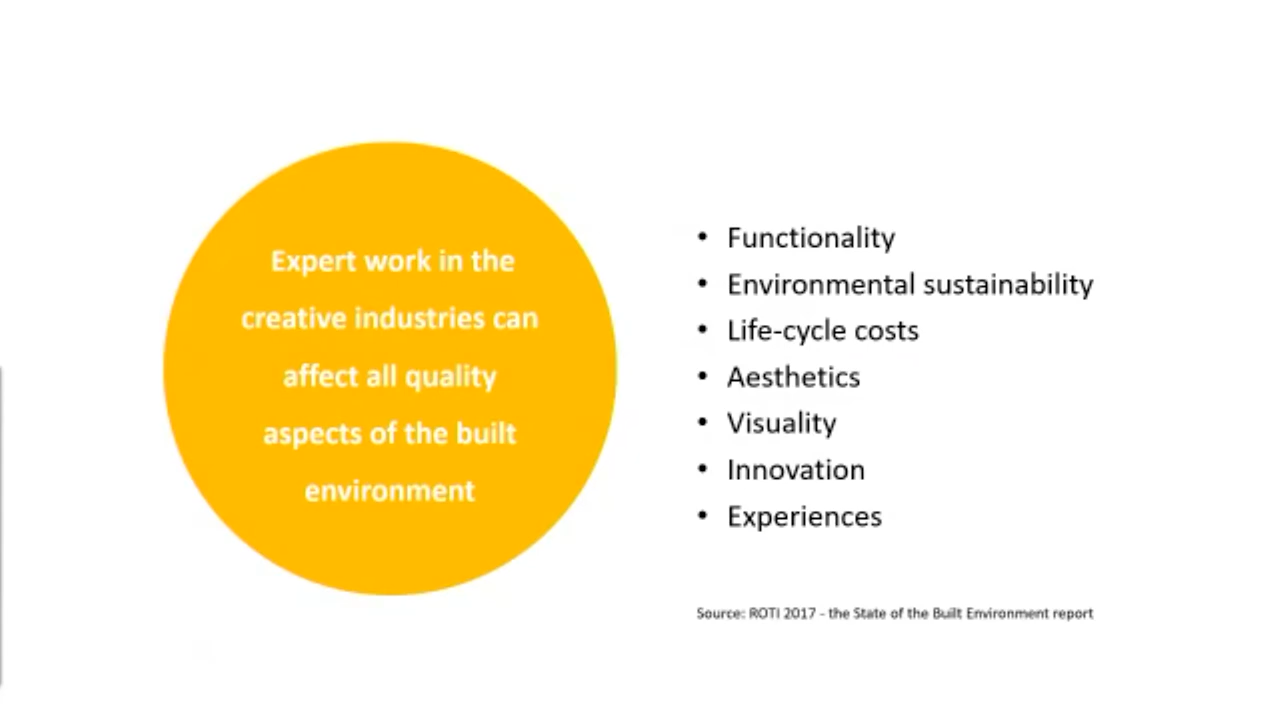 Expert work in the
creative industries can
affect all quality
aspects of the built
environment
• Functionality
• Environmental sustainability
• Life-cycle costs
• Aesthetics
• Visuality
• Innovation
• Experiences
Source: ROTI 2017 - the State of the Built Environment report